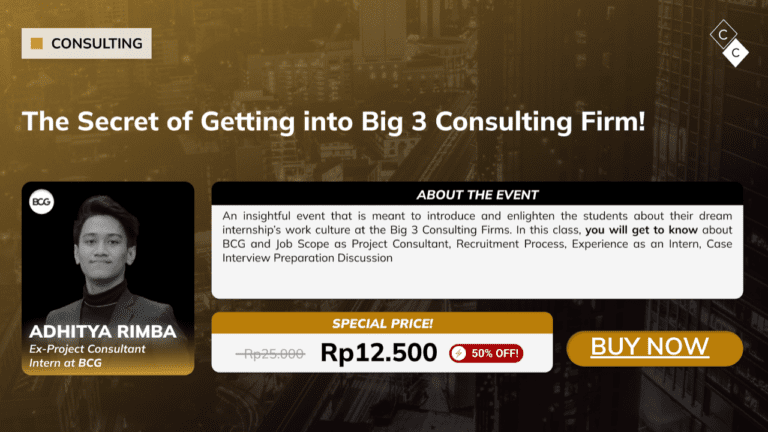 CONSULTING
C
C
The Secret of Getting into Big 3 Consulting Firm!
BCG
ADHITYA RIMBA
Ex-Project Consultant
Intern at BCG
ABOUT THE EVENT
An insightful event that is meant to introduce and enlighten the students about their dream
internship's work culture at the Big 3 Consulting Firms. In this class, you will get to know about
BCG and Job Scope as Project Consultant, Recruitment Process, Experience as an Intern, Case
Interview Preparation Discussion
SPECIAL PRICE!
Rp25.000 Rp12.500 50% OFF!
BUY NOW